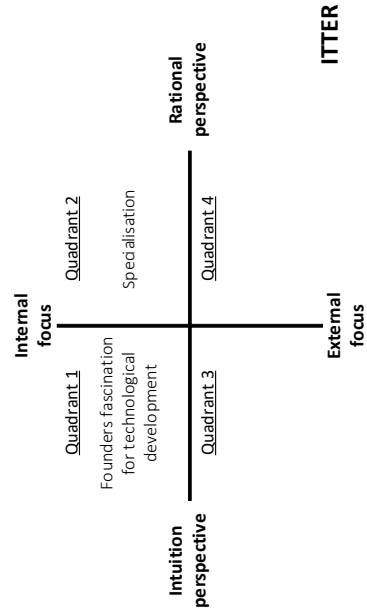 Internal
focus
Quadrant 1
Quadrant 2
Founders fascination
for technological
development
Specialisation
Intuition
perspective
Rational
perspective
Quadrant 3
Quadrant 4
External
focus
ITTER